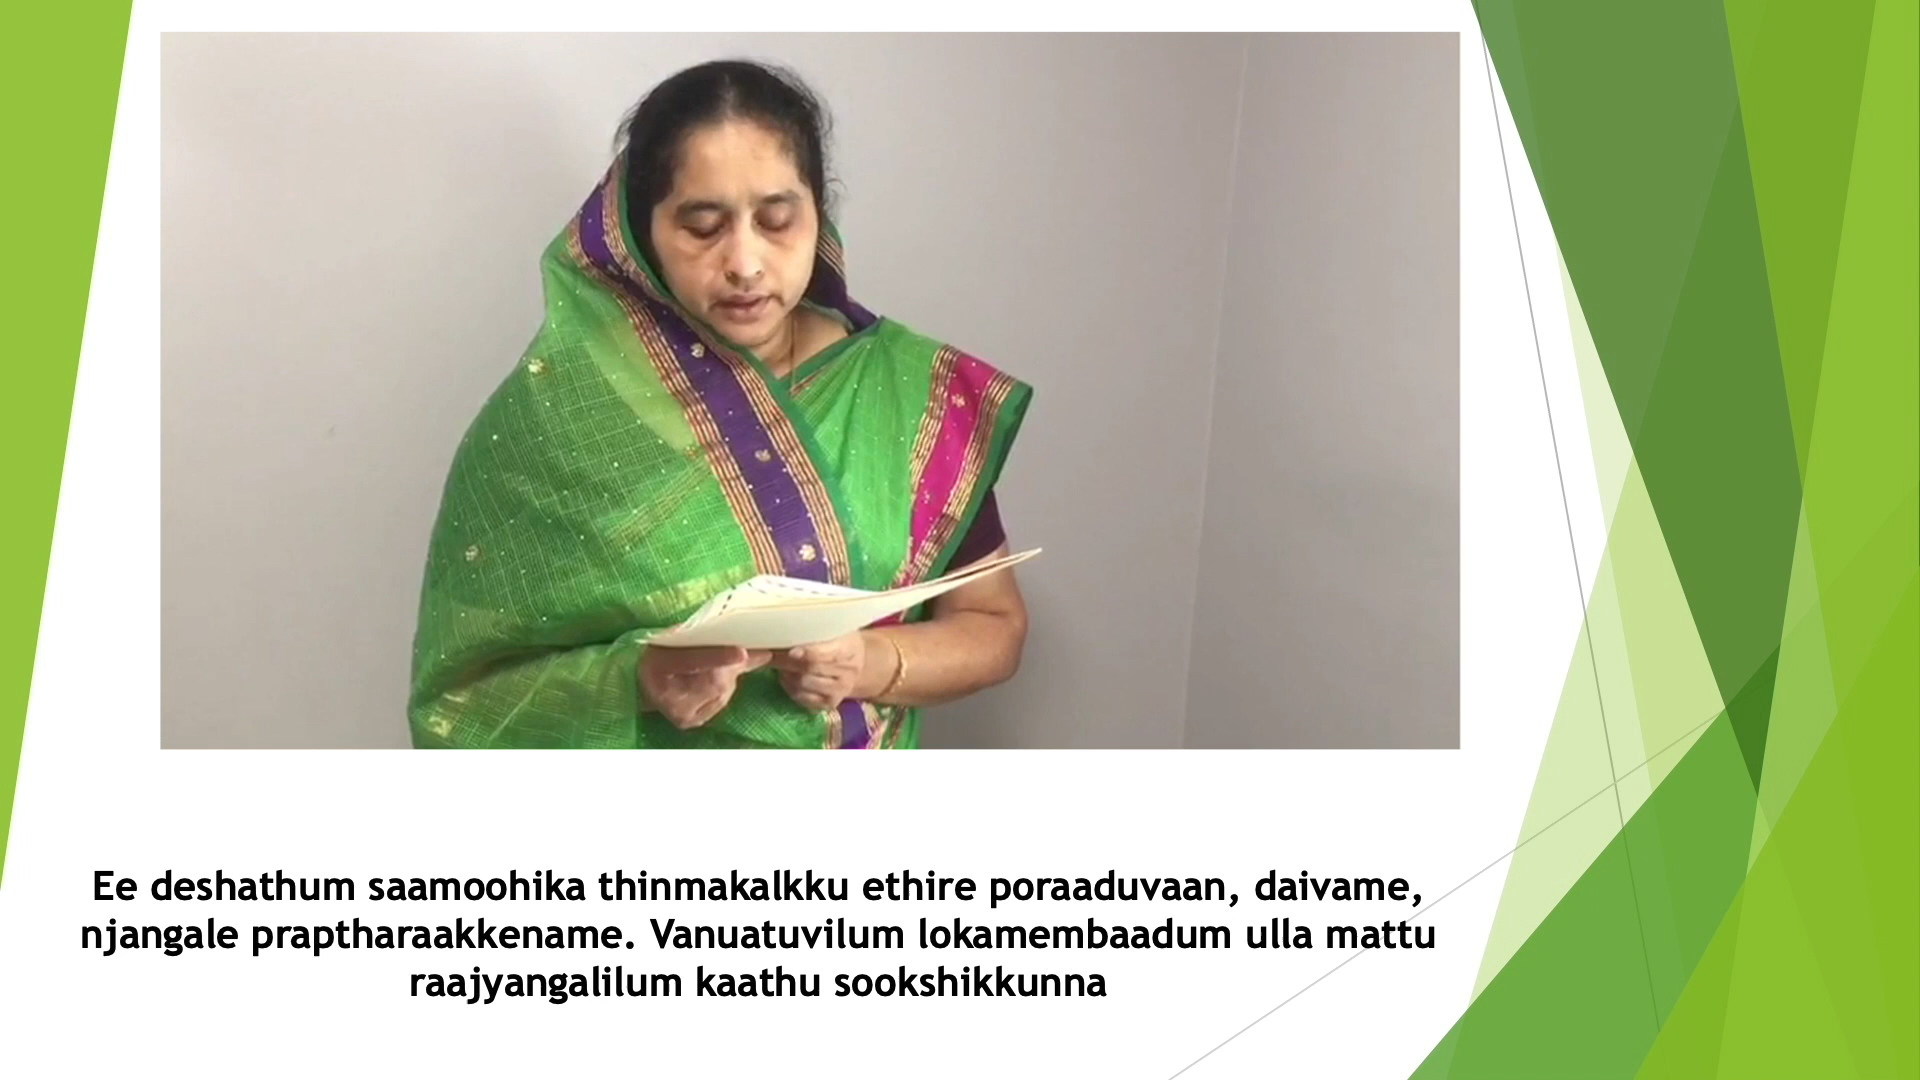 Ee deshathum saamoohika thinmakalkku ethire poraaduvaan, daivame,
njangale praptharaakkename. Vanuatuvilum lokamembaadum ulla mattu
raajyangalilum kaathu sookshikkunna